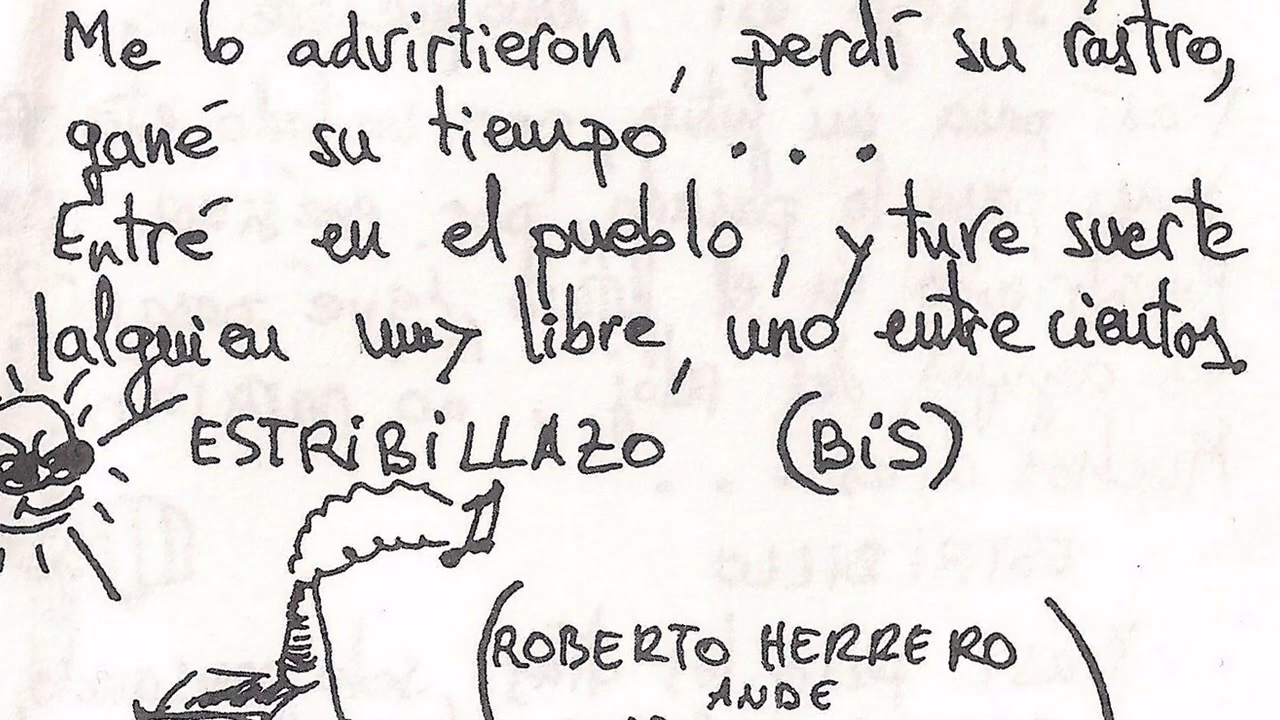 Me lo advirtieron, perdí su rastro,
gané su tiempo...
Entré en el pueblo, y tuve suerte
¡alguien muy libre, uno entre cientos.
ESTRiBiLLAZO (BiS)
(ROBERTO HERRERO)
ANDE